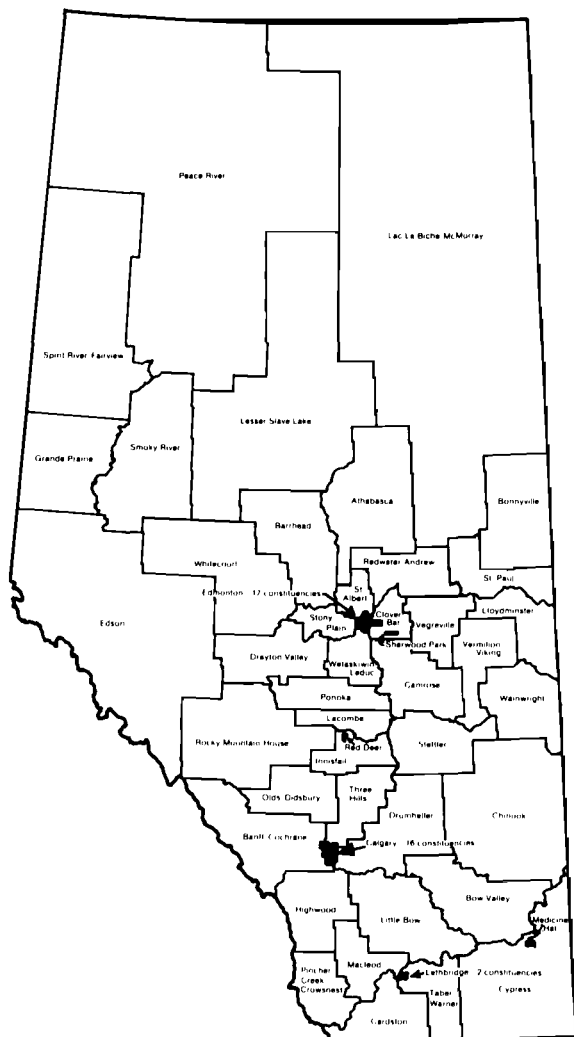 Peace River
Lac Le Biche-McMurray
Spirit River-Fairview
Lesser Slave Lake
Smoky River
Grande Prairie
Athabasca
Bonnyville
Barrhead
Whitecourt
Redwater-Andrew
St. Paul
Edmonton - 17 constituencies
St.
Albert
Clover
Bar
Vegreville
Lloydminster
Edson
Stony
Plain
Sherwood Park
Vermilion
Viking
Drayton Valley
Wetaskiwin
Leduc
Camrose
Wainwright
Ponoka
Lacombe
Rocky Mountain House
Red Deer
Stettler
Innisfail
Olds-Didsbury
Three
Hills
Drumheller
Chinook
Banff-Cochrane
Calgary - 16 constituencies
Bow Valley
Highwood
Little Bow
Medicine
Hat
Macleod
Pincher
Creek
Crowsnest
Lethbridge - 2 constituencies
Cypress
Taber
Warner
Cardston